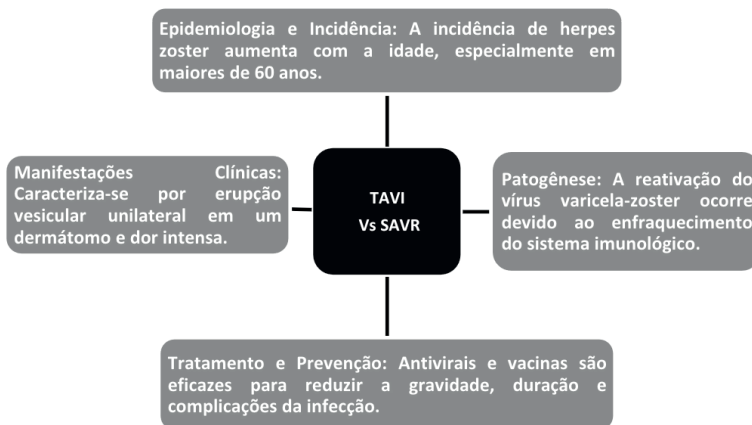 Epidemiologia e Incidência: A incidência de herpes
zoster aumenta com a idade, especialmente em
maiores de 60 anos.
Manifestações Clínicas:
Caracteriza-se por erupção
vesicular unilateral em um
dermátomo e dor intensa.
TAVI
Vs SAVR
Patogênese: A reativação do
vírus varicela-zoster ocorre
devido ao enfraquecimento
do sistema imunológico.
Tratamento e Prevenção: Antivirais e vacinas são
eficazes para reduzir a gravidade, duração e
complicações da infecção.